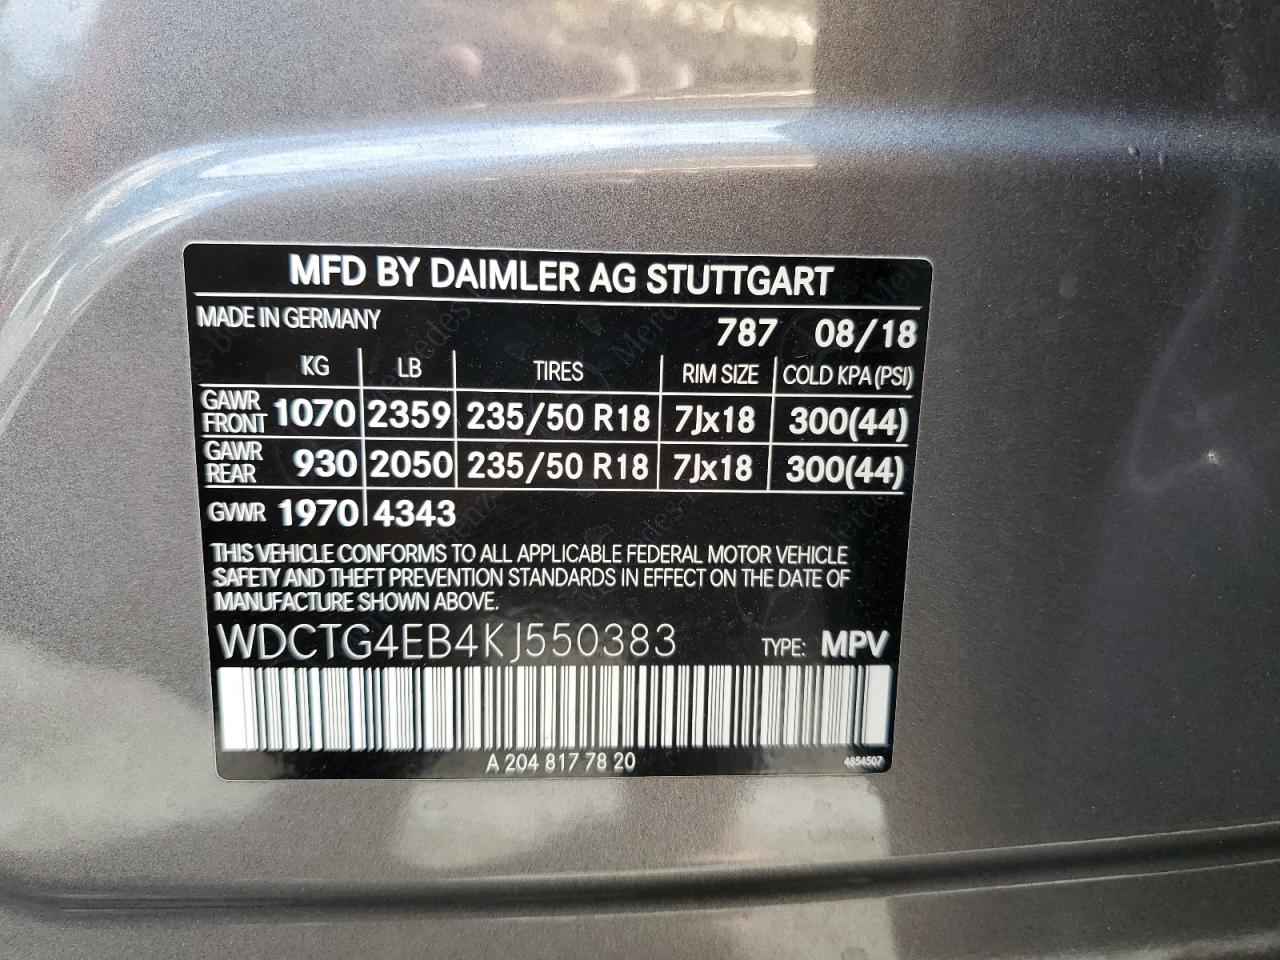 MFD BY DAIMLER AG STUTTGART
MADE IN GERMANY 787 08/18
KG LB TIRES RIM SIZE COLD KPA (PSI)
GAWR FRONT 1070 2359 235/50 R18 7Jx18 300(44)
GAWR REAR 930 2050 235/50 R18 7Jx18 300(44)
GVWR 1970 4343
THIS VEHICLE CONFORMS TO ALL APPLICABLE FEDERAL MOTOR VEHICLE
SAFETY AND THEFT PREVENTION STANDARDS IN EFFECT ON THE DATE OF
MANUFACTURE SHOWN ABOVE.
WDCTG4EB4KJ550383 TYPE: MPV
A 204 817 78 20 4854507